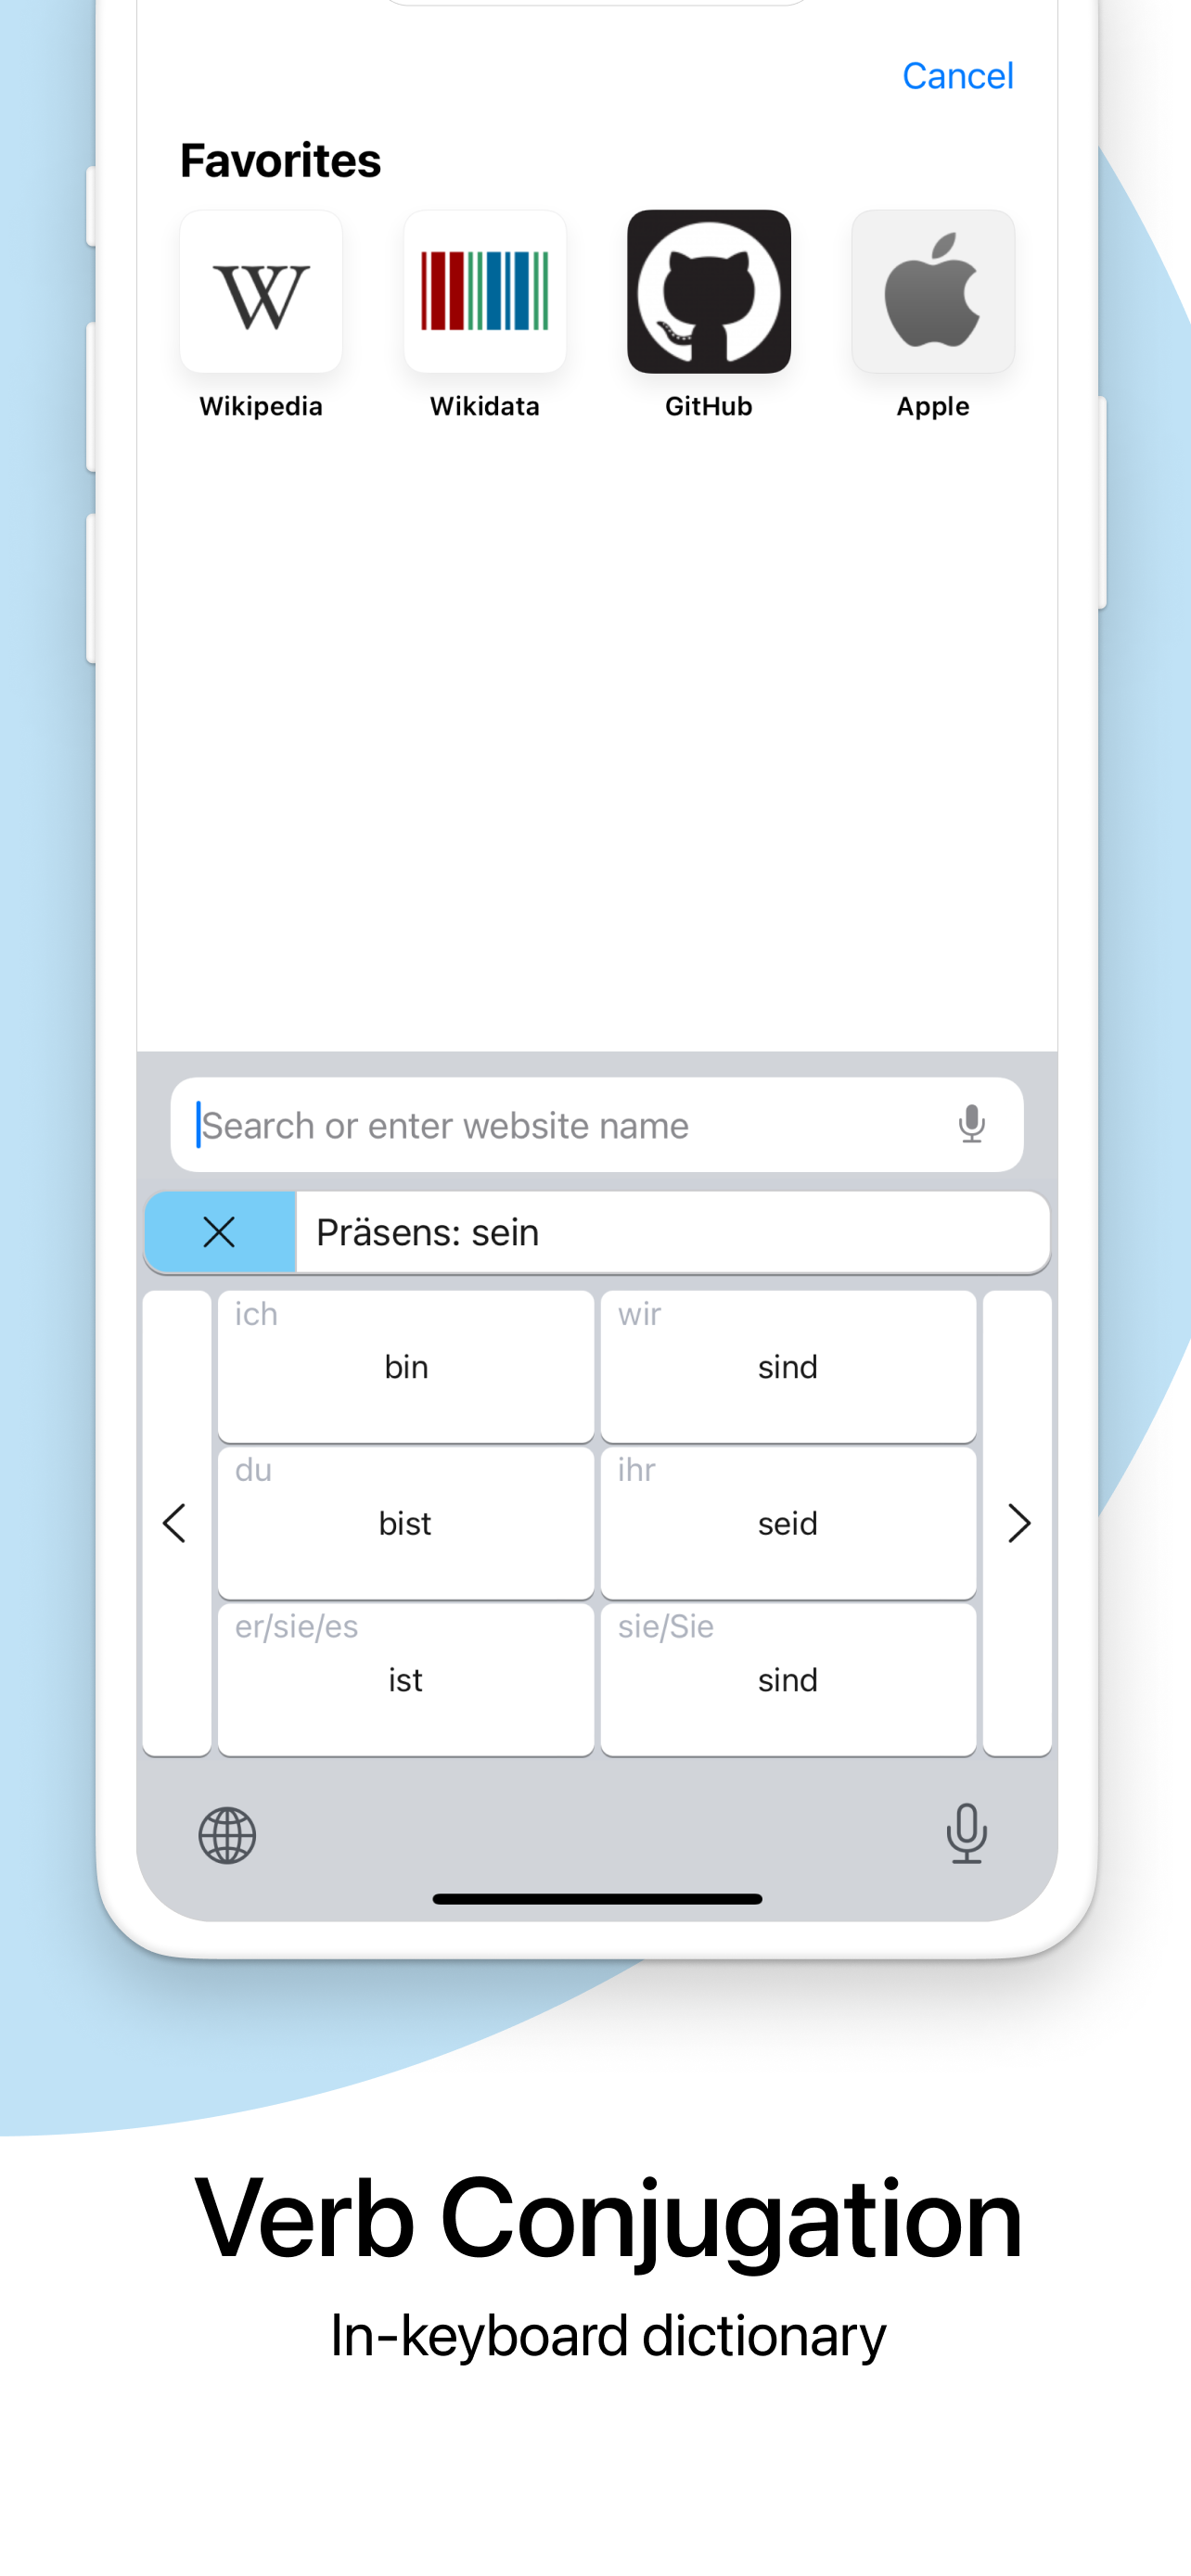 Cancel
Favorites
W
Wikipedia Wikidata GitHub Apple
Search or enter website name
Präsens: sein
ich wir
bin sind
du ihr
bist seid
er/sie/es sie/Sie
ist sind
Verb Conjugation
In-keyboard dictionary